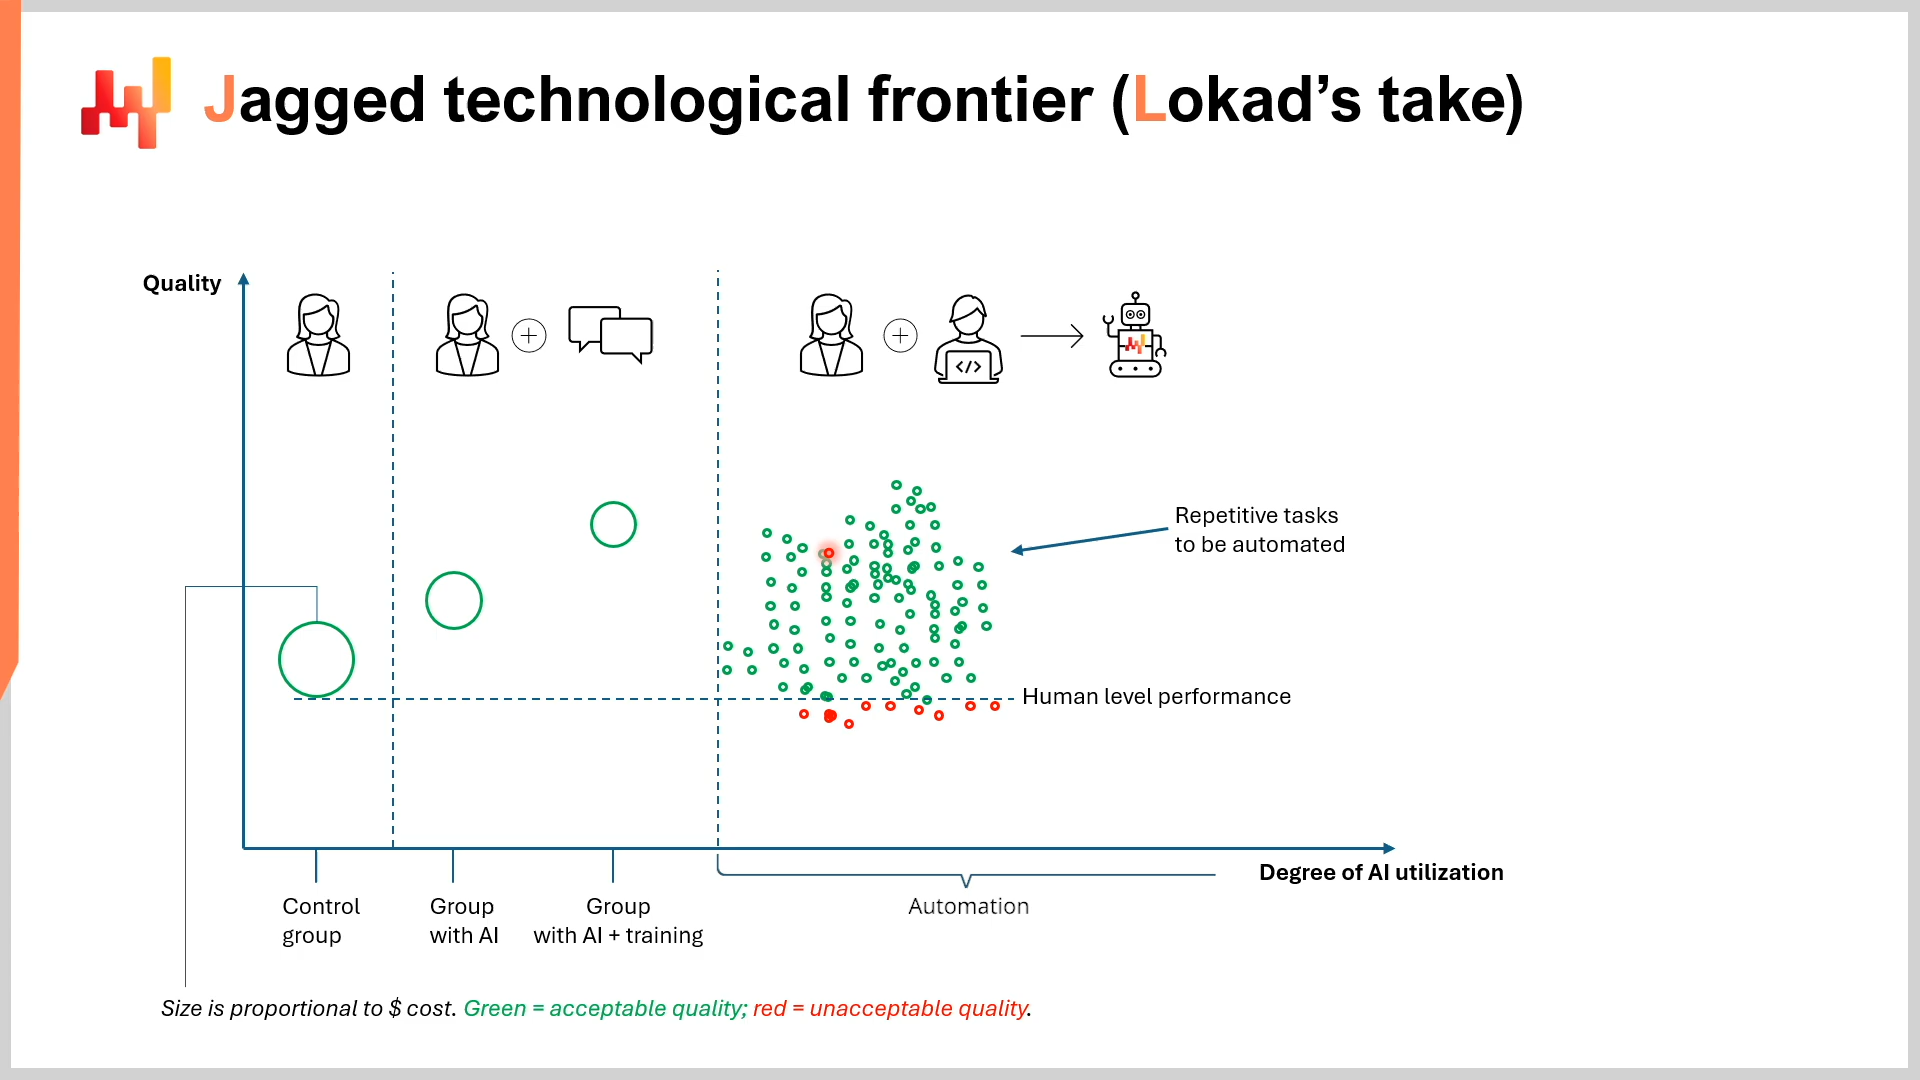 Jagged technological frontier (Lokad’s take)
Quality
</>
Repetitive tasks
to be automated
Human level performance
Degree of AI utilization
Control
group
Group
with AI
Group
with AI + training
Automation
Size is proportional to $ cost. Green = acceptable quality; red = unacceptable quality.